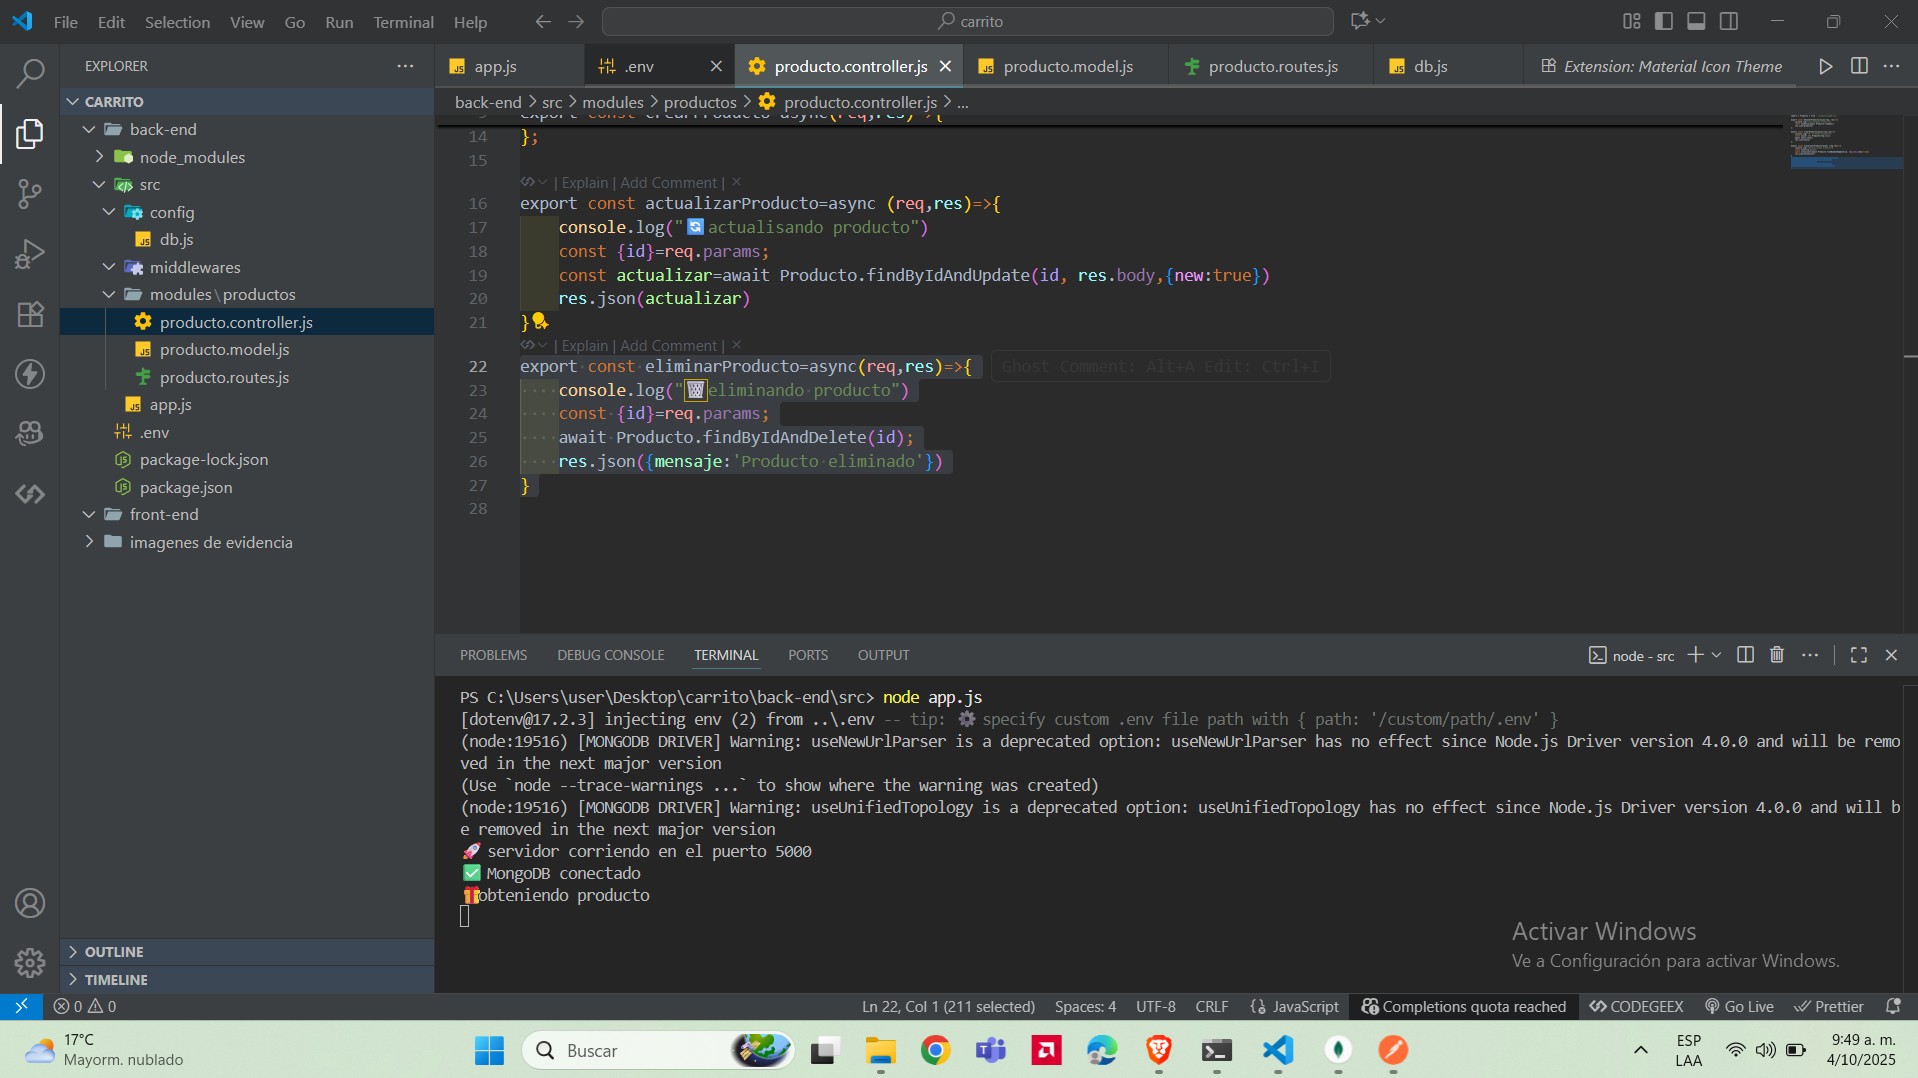 File Edit Selection View Go Run Terminal Help
carrito
EXPLORER
app.js
.env
producto.controller.js
producto.model.js
producto.routes.js
db.js
Extension: Material Icon Theme
CARRITO
back-end > src > modules > productos > producto.controller.js > ...
back-end
node_modules
src
config
db.js
middlewares
modules\productos
producto.controller.js
producto.model.js
producto.routes.js
app.js
.env
package-lock.json
package.json
front-end
imagenes de evidencia
OUTLINE
TIMELINE
14 };
15
| Explain | Add Comment | ×
16 export const actualizarProducto=async (req,res)=>{
17 console.log("🔄actualisando producto")
18 const {id}=req.params;
19 const actualizar=await Producto.findByIdAndUpdate(id, res.body,{new:true})
20 res.json(actualizar)
21 }
| Explain | Add Comment | ×
22 export const eliminarProducto=async(req,res)=>{
Ghost Comment: Alt+A Edit: Ctrl+I
23 console.log("🗑eliminando producto")
24 const {id}=req.params;
25 await Producto.findByIdAndDelete(id);
26 res.json({mensaje:'Producto eliminado'})
27 }
28
PROBLEMS DEBUG CONSOLE TERMINAL PORTS OUTPUT
node - src
PS C:\Users\user\Desktop\carrito\back-end\src> node app.js
[dotenv@17.2.3] injecting env (2) from ..\.env -- tip: ⚙ specify custom .env file path with { path: '/custom/path/.env' }
(node:19516) [MONGODB DRIVER] Warning: useNewUrlParser is a deprecated option: useNewUrlParser has no effect since Node.js Driver version 4.0.0 and will be remo
ved in the next major version
(Use `node --trace-warnings ...` to show where the warning was created)
(node:19516) [MONGODB DRIVER] Warning: useUnifiedTopology is a deprecated option: useUnifiedTopology has no effect since Node.js Driver version 4.0.0 and will b
e removed in the next major version
🚀 servidor corriendo en el puerto 5000
✅ MongoDB conectado
🎁obteniendo producto
Activar Windows
Ve a Configuración para activar Windows.
0 0
Ln 22, Col 1 (211 selected)
Spaces: 4
UTF-8
CRLF
JavaScript
Completions quota reached
CODEGEEX
Go Live
Prettier
17°C
Mayorm. nublado
Buscar
ESP
LAA
9:49 a. m.
4/10/2025